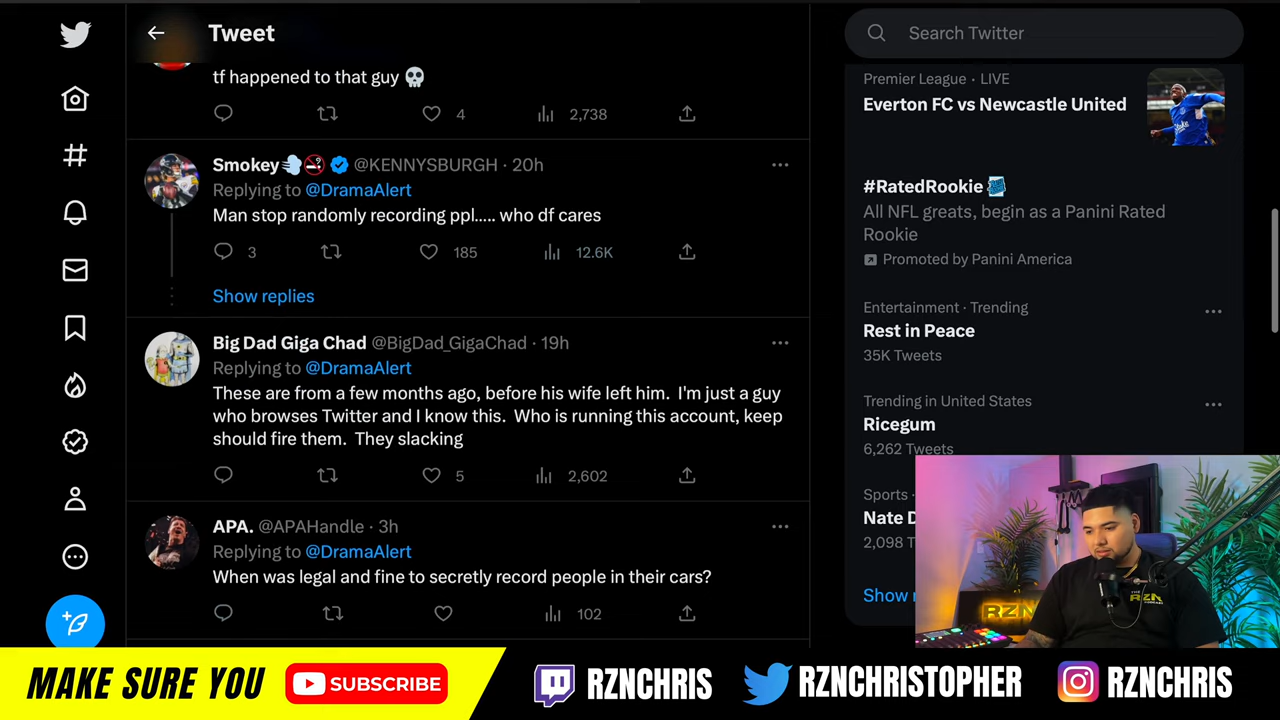 Tweet
Search Twitter
tf happened to that guy 💀
4
2,738
Smokey💨🚭 @KENNYSBURGH · 20h
Replying to @DramaAlert
Man stop randomly recording ppl..... who df cares
3
185
12.6K
Show replies
Big Dad Giga Chad @BigDad_GigaChad · 19h
Replying to @DramaAlert
These are from a few months ago, before his wife left him. I'm just a guy
who browses Twitter and I know this. Who is running this account, keep
should fire them. They slacking
5
2,602
APA. @APAHandle · 3h
Replying to @DramaAlert
When was legal and fine to secretly record people in their cars?
102
Premier League · LIVE
Everton FC vs Newcastle United
#RatedRookie
All NFL greats, begin as a Panini Rated
Rookie
Promoted by Panini America
Entertainment · Trending
Rest in Peace
35K Tweets
Trending in United States
Ricegum
6,262 Tweets
Sports ·
Nate D
2,098 T
Show
RZN
THE
RZN
MAKE SURE YOU
SUBSCRIBE
RZNCHRIS
RZNCHRISTOPHER
RZNCHRIS